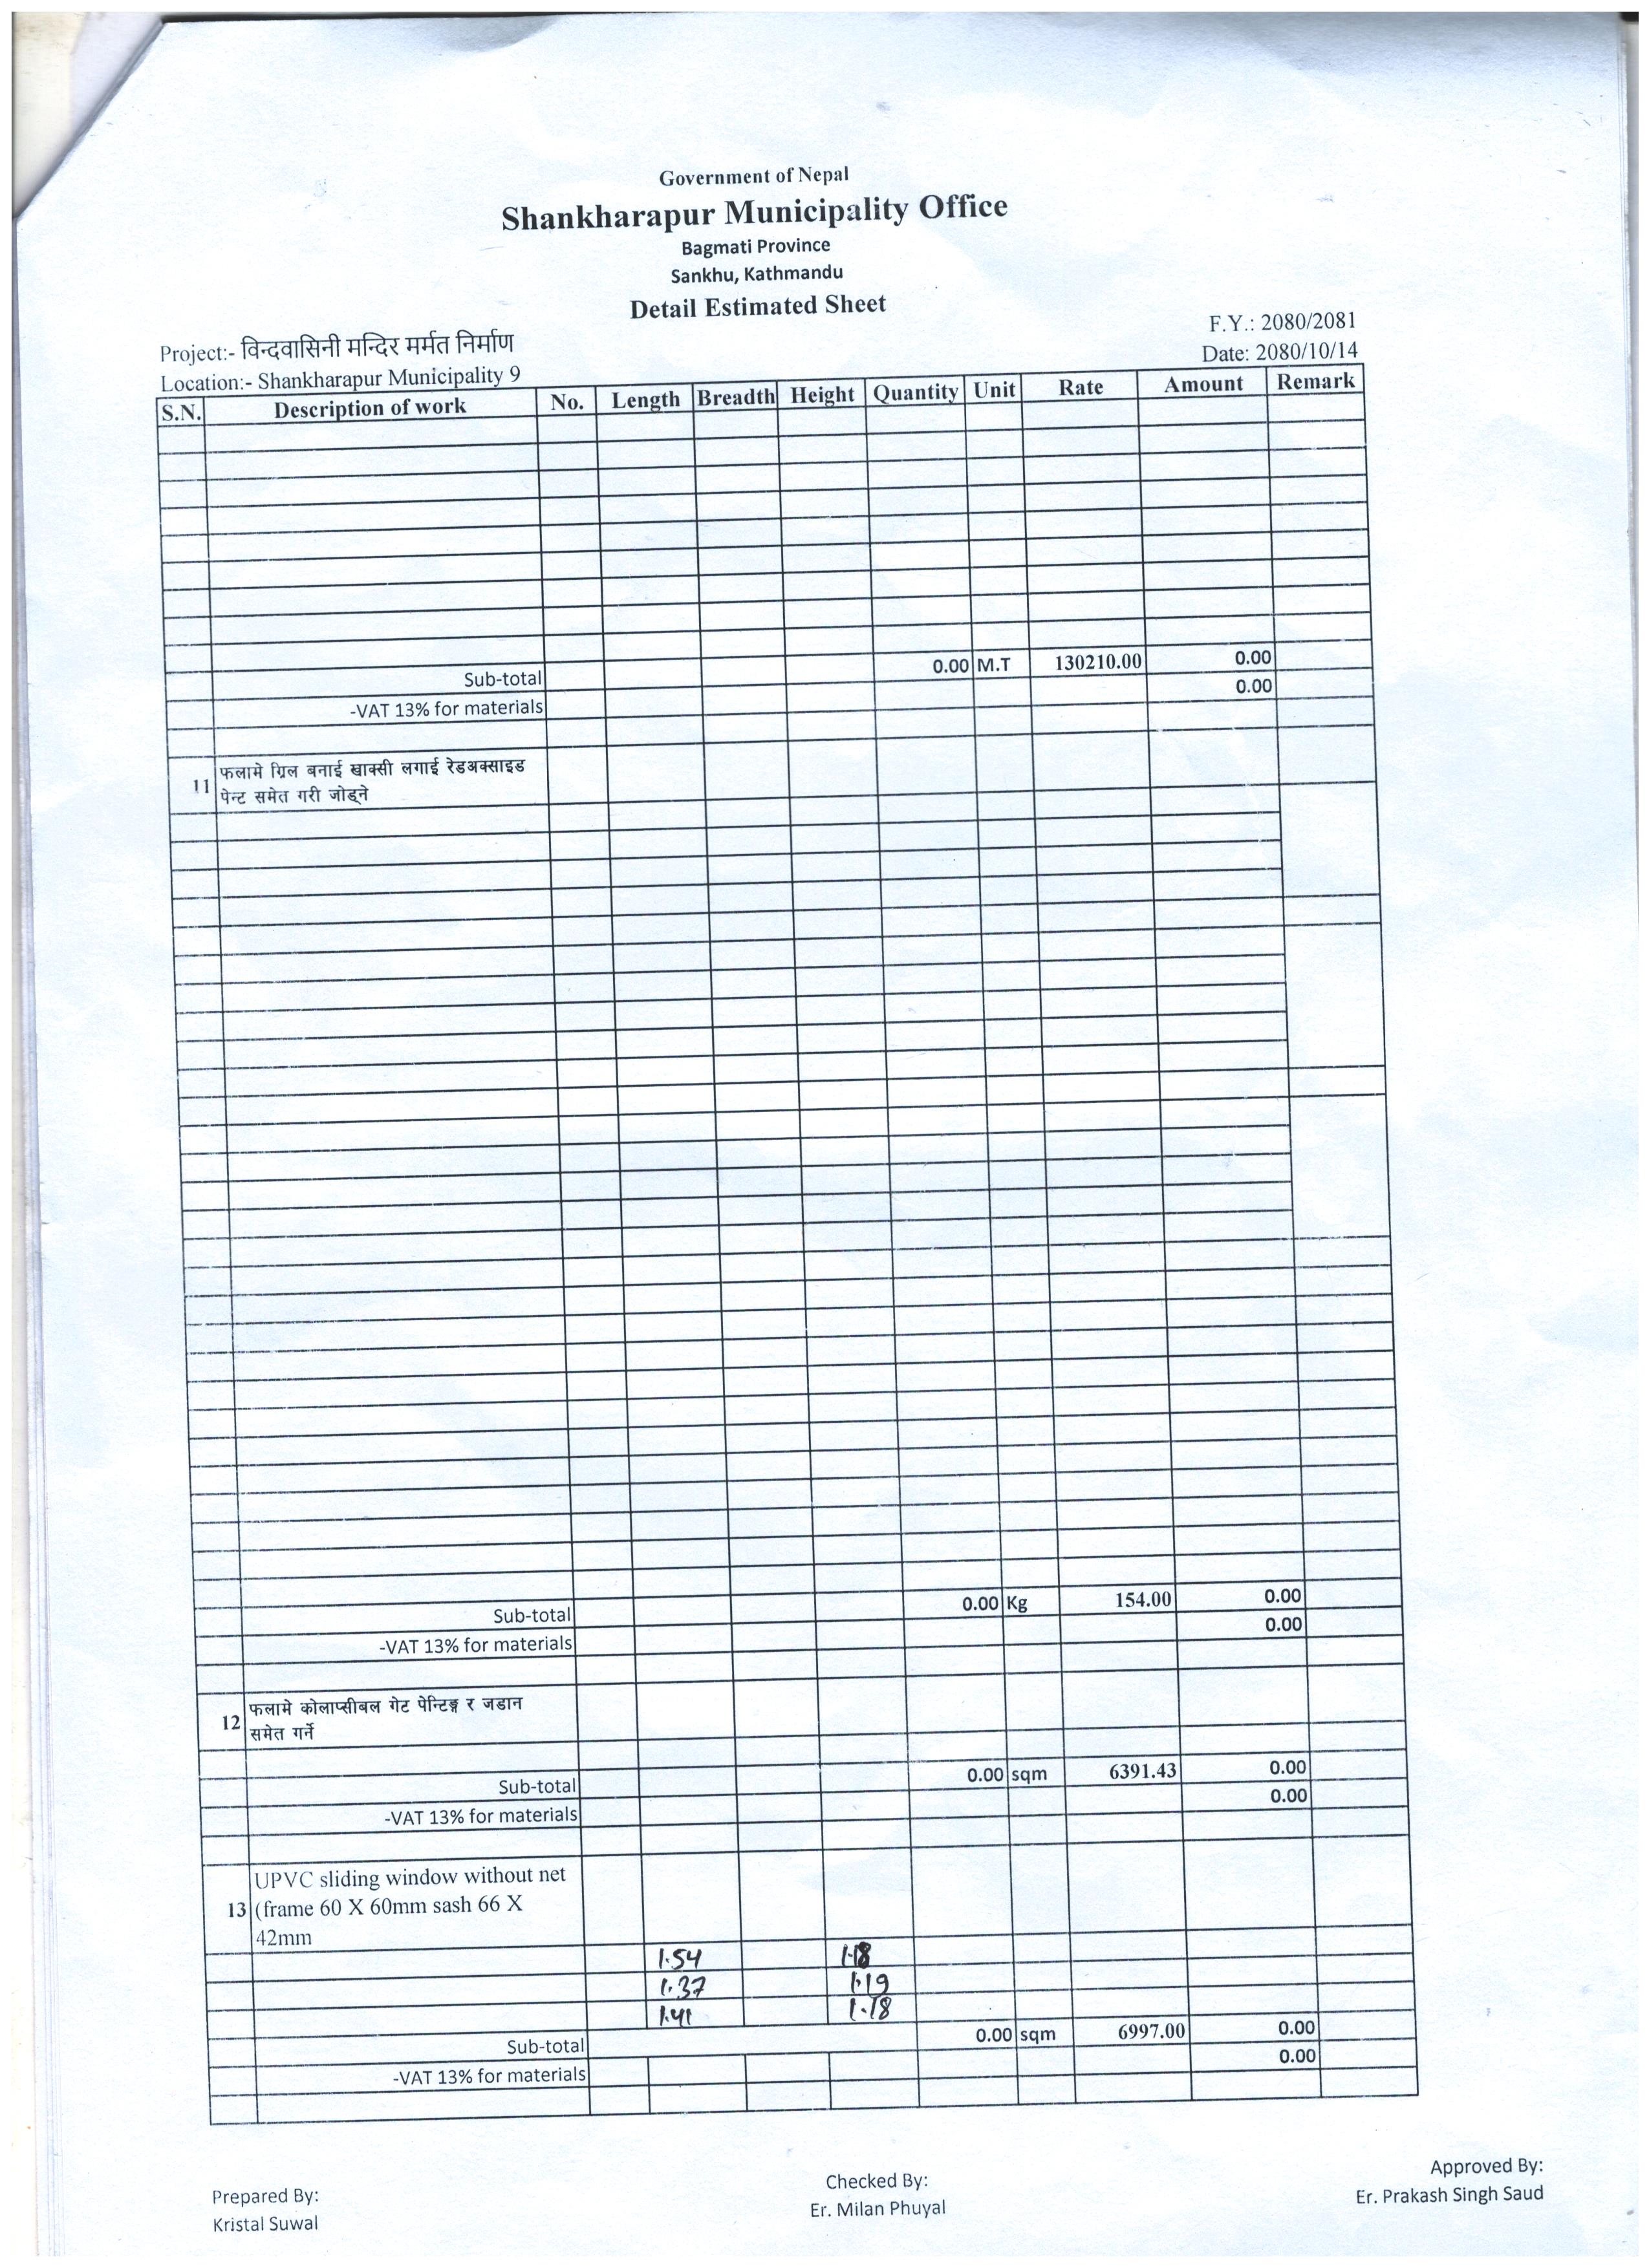 Government of Nepal
Shankharapur Municipality Office
Bagmati Province
Sankhu, Kathmandu
Detail Estimated Sheet
F.Y.: 2080/2081
Project:- विन्दवासिनी मन्दिर मर्मत निर्माण
Date: 2080/10/14
Location:- Shankharapur Municipality 9
S.N. Description of work No. Length Breadth Height Quantity Unit Rate Amount Remark
Sub-total 0.00 M.T 130210.00 0.00
-VAT 13% for materials 0.00
11 फलामे ग्रिल बनाई खाक्सी लगाई रेडअक्साइड
पेन्ट समेत गरी जोड्ने
Sub-total 0.00 Kg 154.00 0.00
-VAT 13% for materials 0.00
12 फलामे कोलाप्सीबल गेट पेन्टिङ्ग र जडान
समेत गर्ने
Sub-total 0.00 sqm 6391.43 0.00
-VAT 13% for materials 0.00
UPVC sliding window without net
13 (frame 60 X 60mm sash 66 X
42mm
1.54 1.18
1.37 1.19
1.41 1.18
Sub-total 0.00 sqm 6997.00 0.00
-VAT 13% for materials 0.00
Prepared By:
Kristal Suwal
Checked By:
Er. Milan Phuyal
Approved By:
Er. Prakash Singh Saud